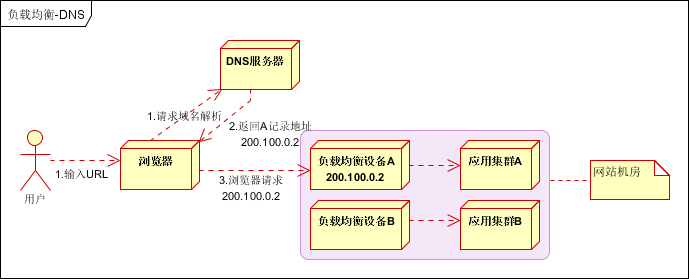 负载均衡-DNS
DNS服务器
1.请求域名解析
2.返回A记录地址
200.100.0.2
浏览器
1.输入URL
用户
3.浏览器请求
200.100.0.2
负载均衡设备A
200.100.0.2
应用集群A
网站机房
负载均衡设备B
应用集群B